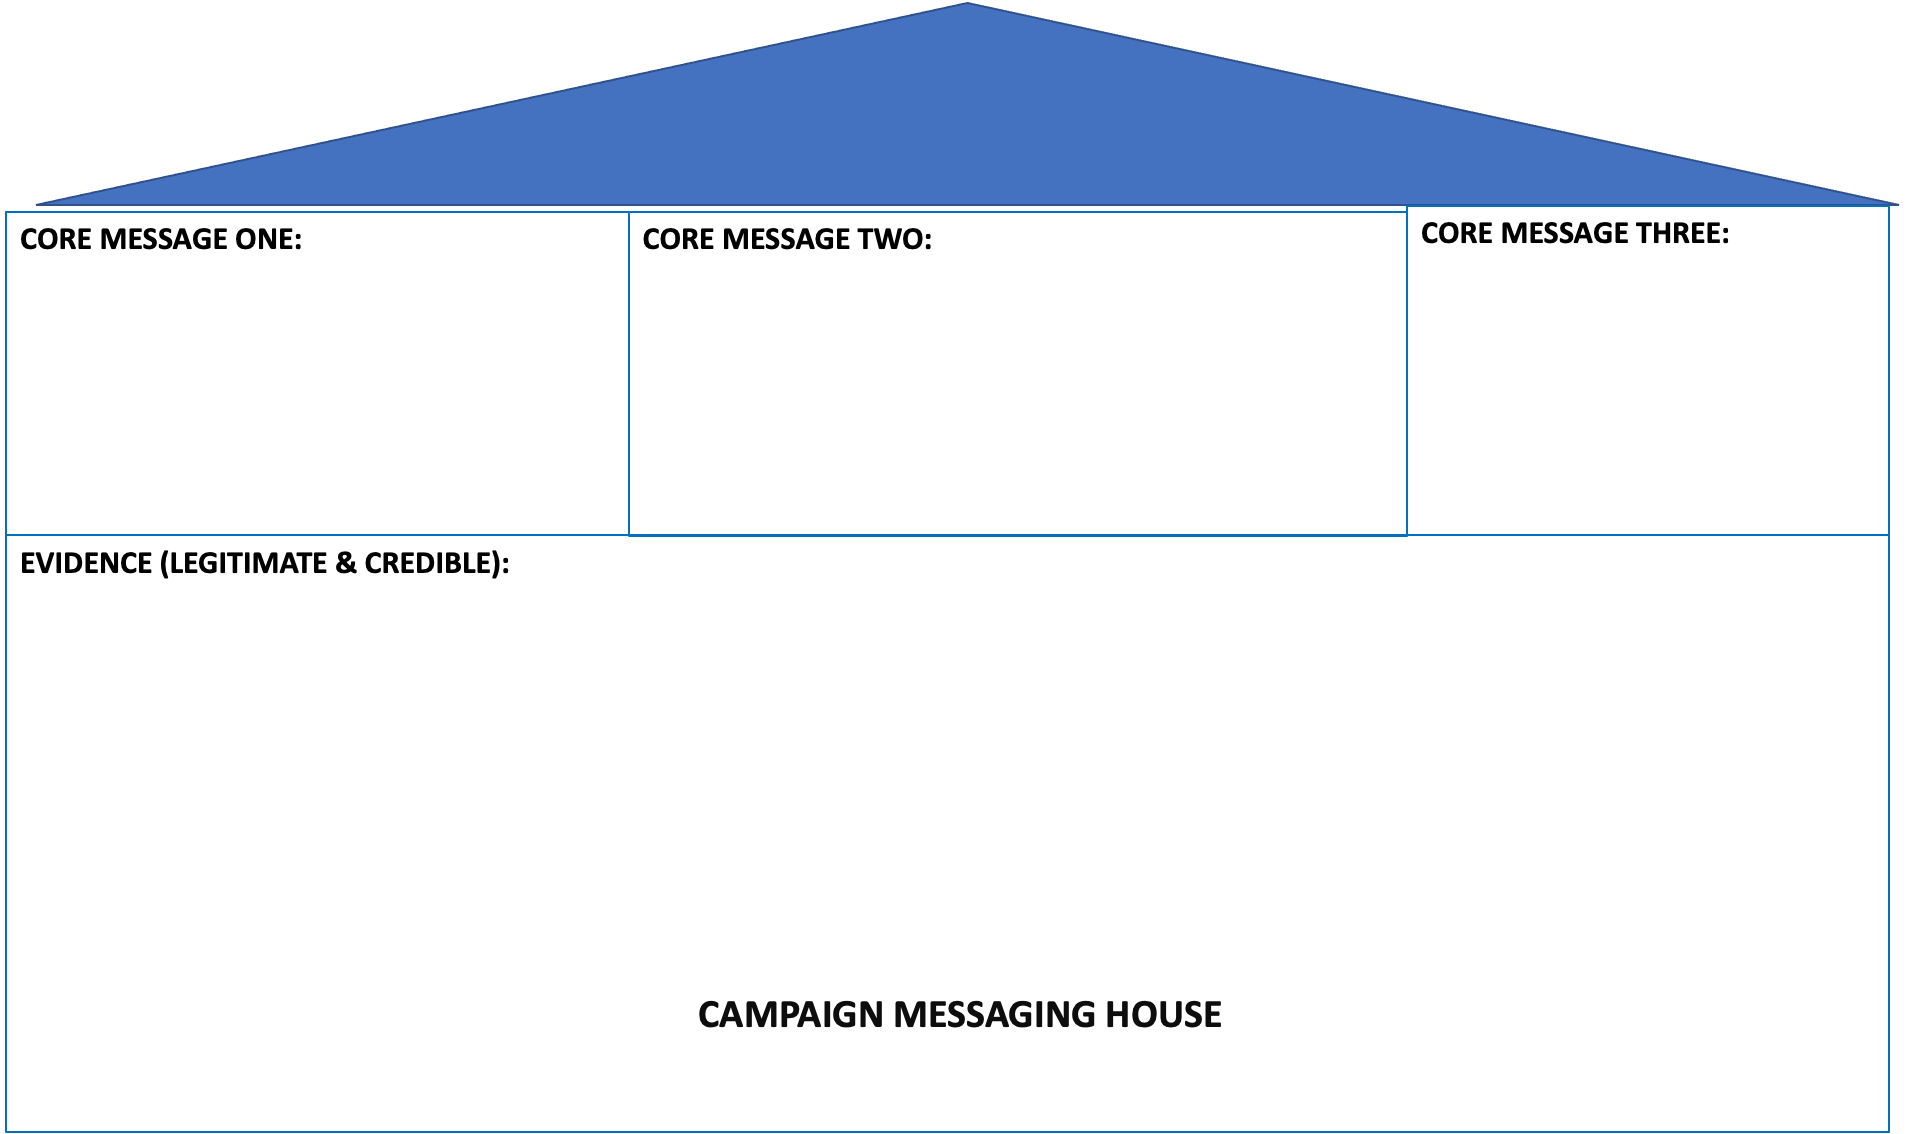 CORE MESSAGE ONE:
CORE MESSAGE TWO:
CORE MESSAGE THREE:
EVIDENCE (LEGITIMATE & CREDIBLE):
CAMPAIGN MESSAGING HOUSE